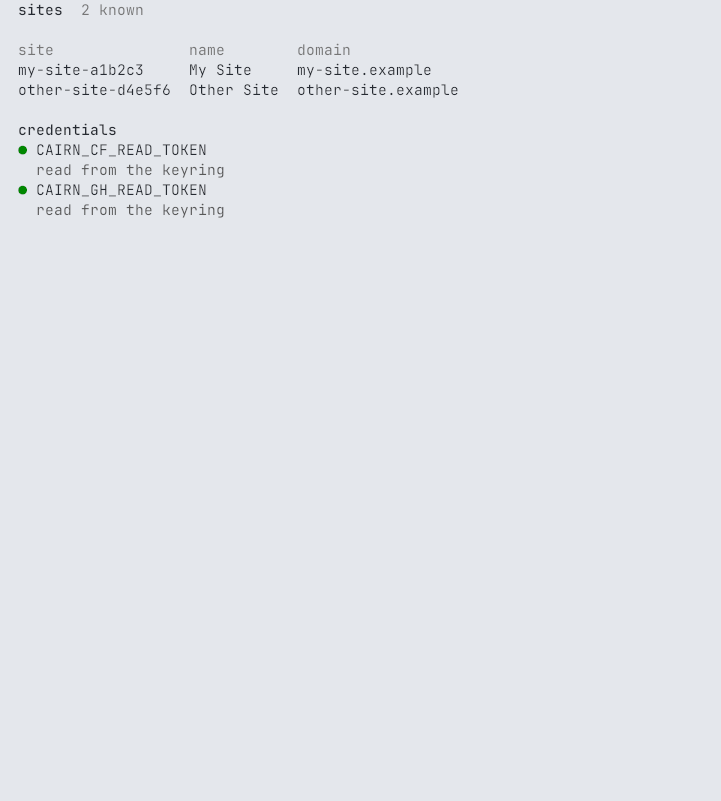 sites  2 known
site               name        domain
my-site-a1b2c3     My Site     my-site.example
other-site-d4e5f6  Other Site  other-site.example
credentials
● CAIRN_CF_READ_TOKEN
  read from the keyring
● CAIRN_GH_READ_TOKEN
  read from the keyring